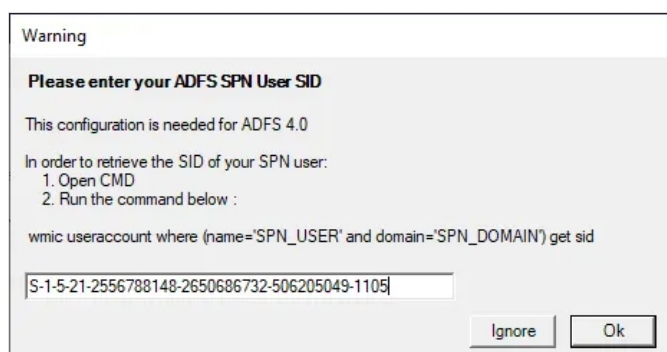 Warning
Please enter your ADFS SPN User SID
This configuration is needed for ADFS 4.0
In order to retrieve the SID of your SPN user:
1. Open CMD
2. Run the command below :
wmic useraccount where (name='SPN_USER' and domain='SPN_DOMAIN') get sid
S-1-5-21-2556788148-2650686732-506205049-1105
Ignore
Ok